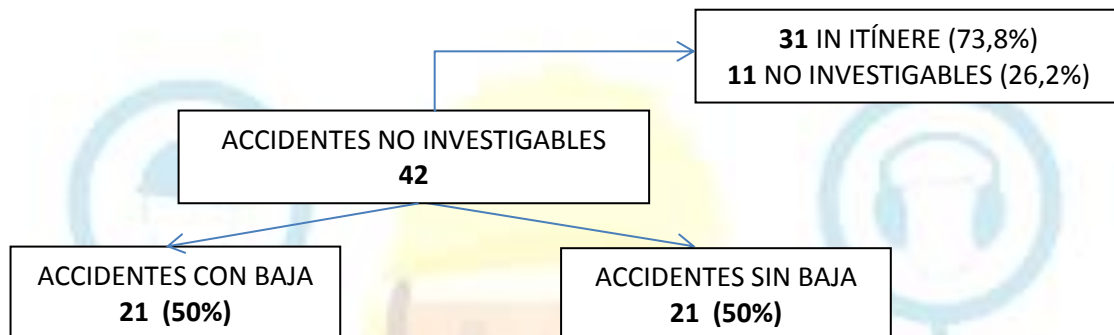 31 IN ITÍNERE (73,8%)
11 NO INVESTIGABLES (26,2%)
ACCIDENTES NO INVESTIGABLES
42
ACCIDENTES CON BAJA
21 (50%)
ACCIDENTES SIN BAJA
21 (50%)